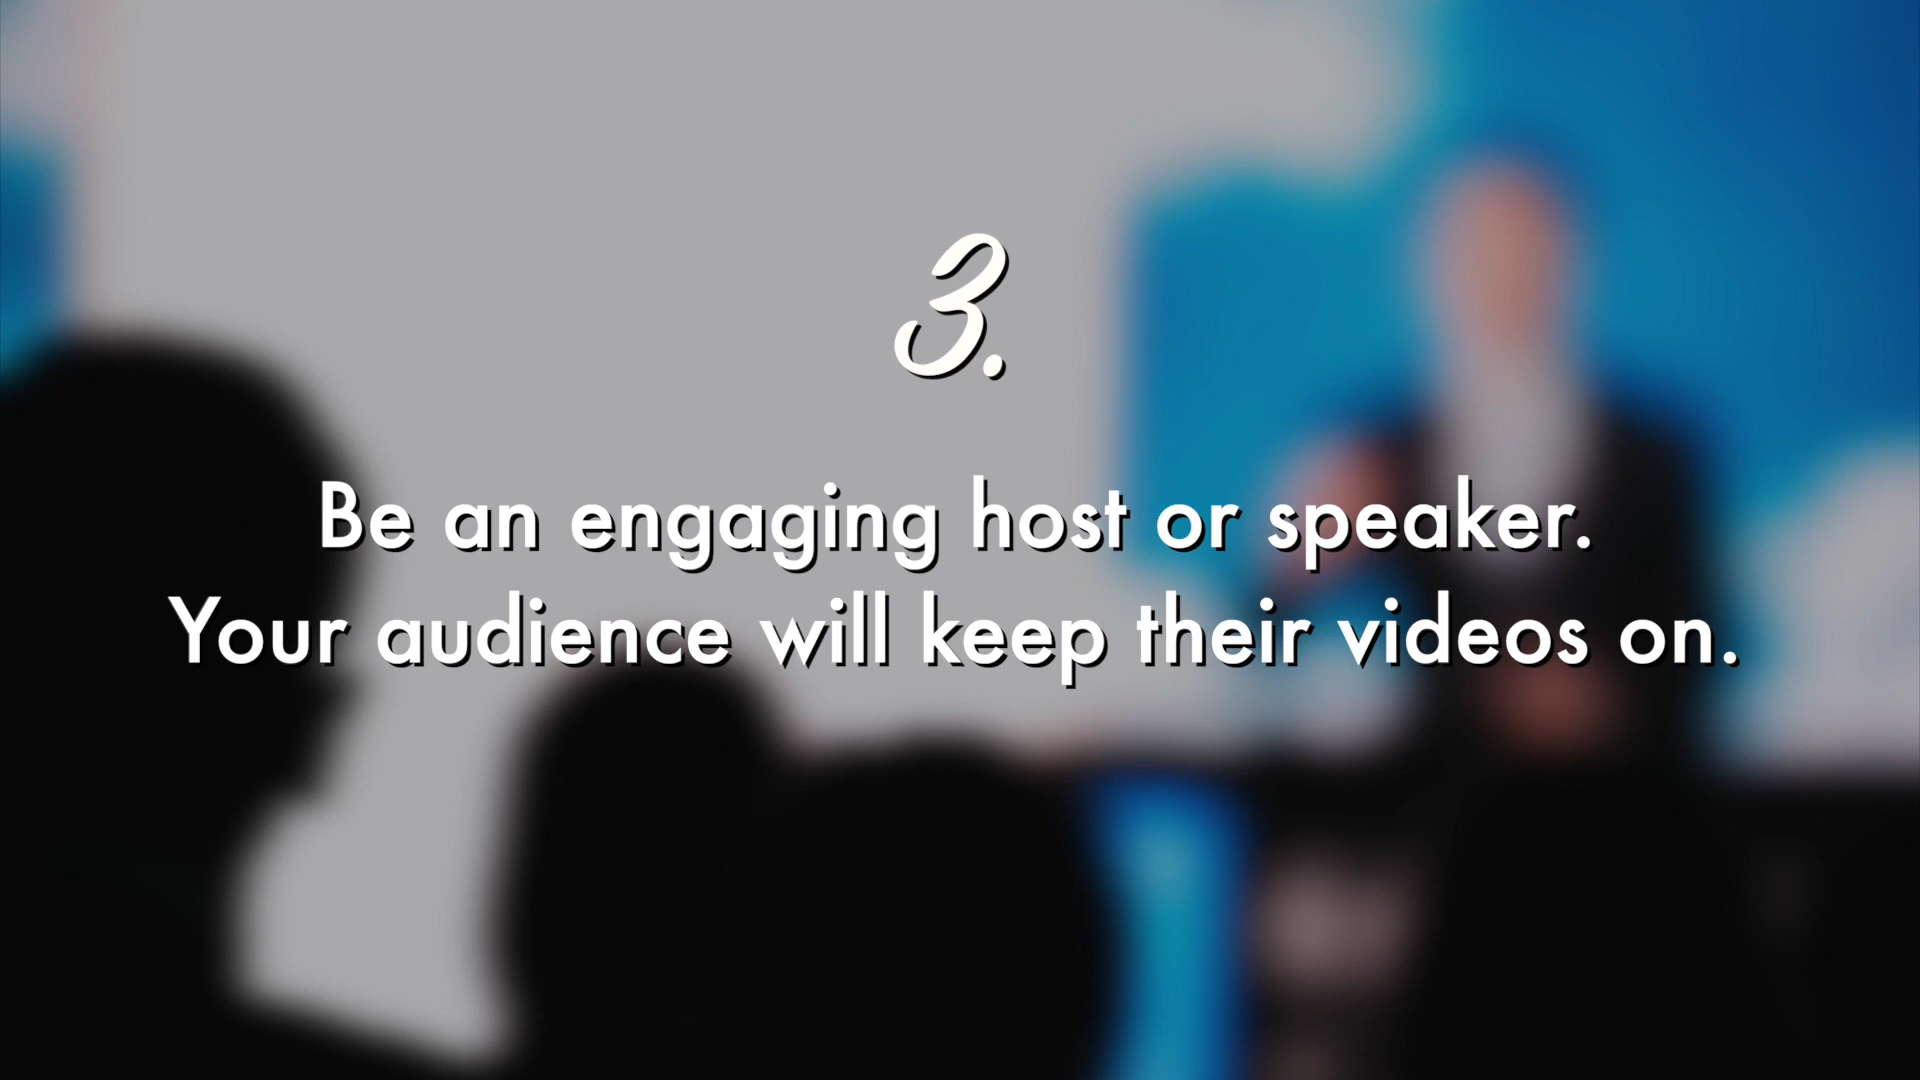 3.
Be an engaging host or speaker.
Your audience will keep their videos on.